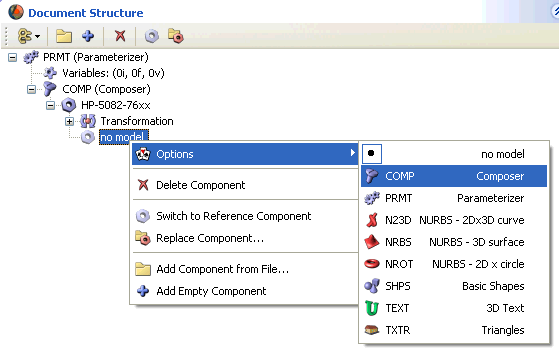 Document Structure
PRMT (Parameterizer)
Variables: (0i, 0f, 0v)
COMP (Composer)
HP-5082-76xx
Transformation
no model
Options
Delete Component
Switch to Reference Component
Replace Component...
Add Component from File...
Add Empty Component
no model
COMP Composer
PRMT Parameterizer
N23D NURBS - 2Dx3D curve
NRBS NURBS - 3D surface
NROT NURBS - 2D x circle
SHPS Basic Shapes
TEXT 3D Text
TXTR Triangles